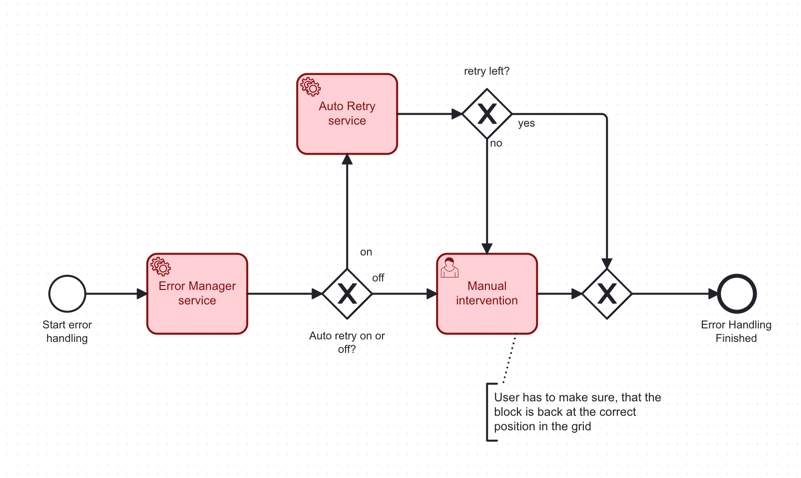 retry left?
Auto Retry
service
yes
no
on
off
Error Manager
service
Manual
intervention
Start error
handling
Auto retry on or
off?
Error Handling
Finished
User has to make sure, that the
block is back at the correct
position in the grid